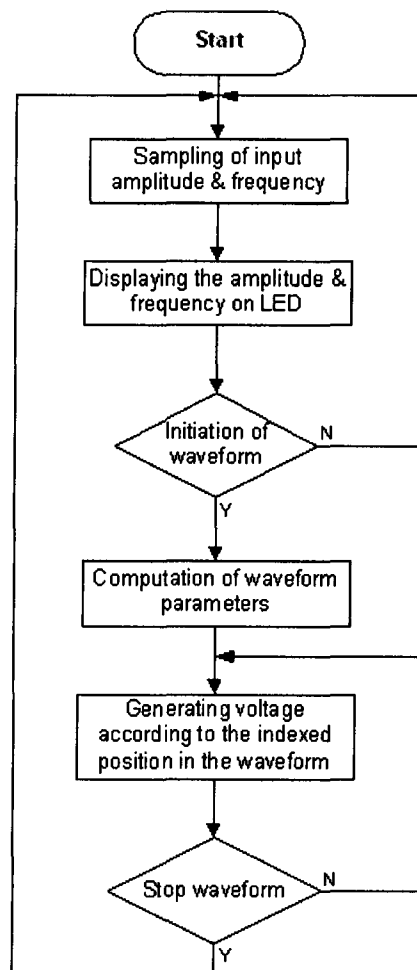 Start
Sampling of input
amplitude & frequency
Displaying the amplitude &
frequency on LED
Initiation of
waveform
N
Y
Computation of waveform
parameters
Generating voltage
according to the indexed
position in the waveform
Stop waveform
N
Y